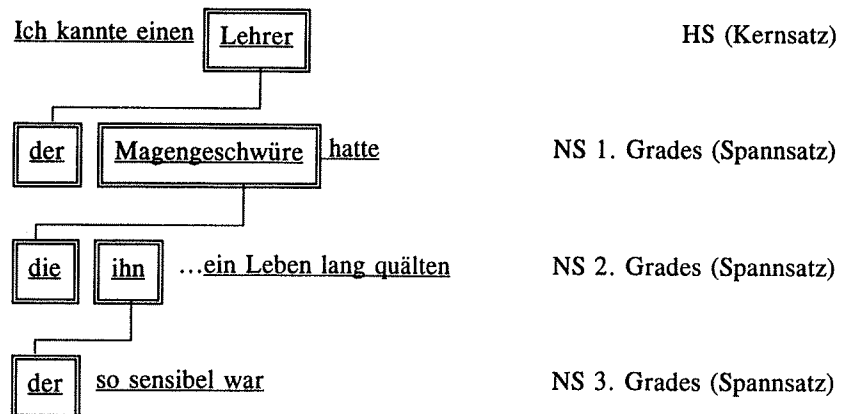 Ich kannte einen Lehrer HS (Kernsatz)
der Magengeschwüre hatte NS 1. Grades (Spannsatz)
die ihn ...ein Leben lang quälten NS 2. Grades (Spannsatz)
der so sensibel war NS 3. Grades (Spannsatz)